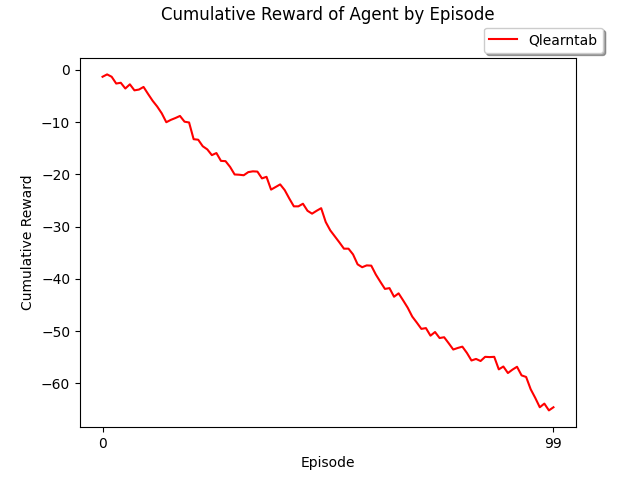 Cumulative Reward of Agent by Episode
Qlearntab
0
−10
−20
−30
−40
−50
−60
Cumulative Reward
0
99
Episode